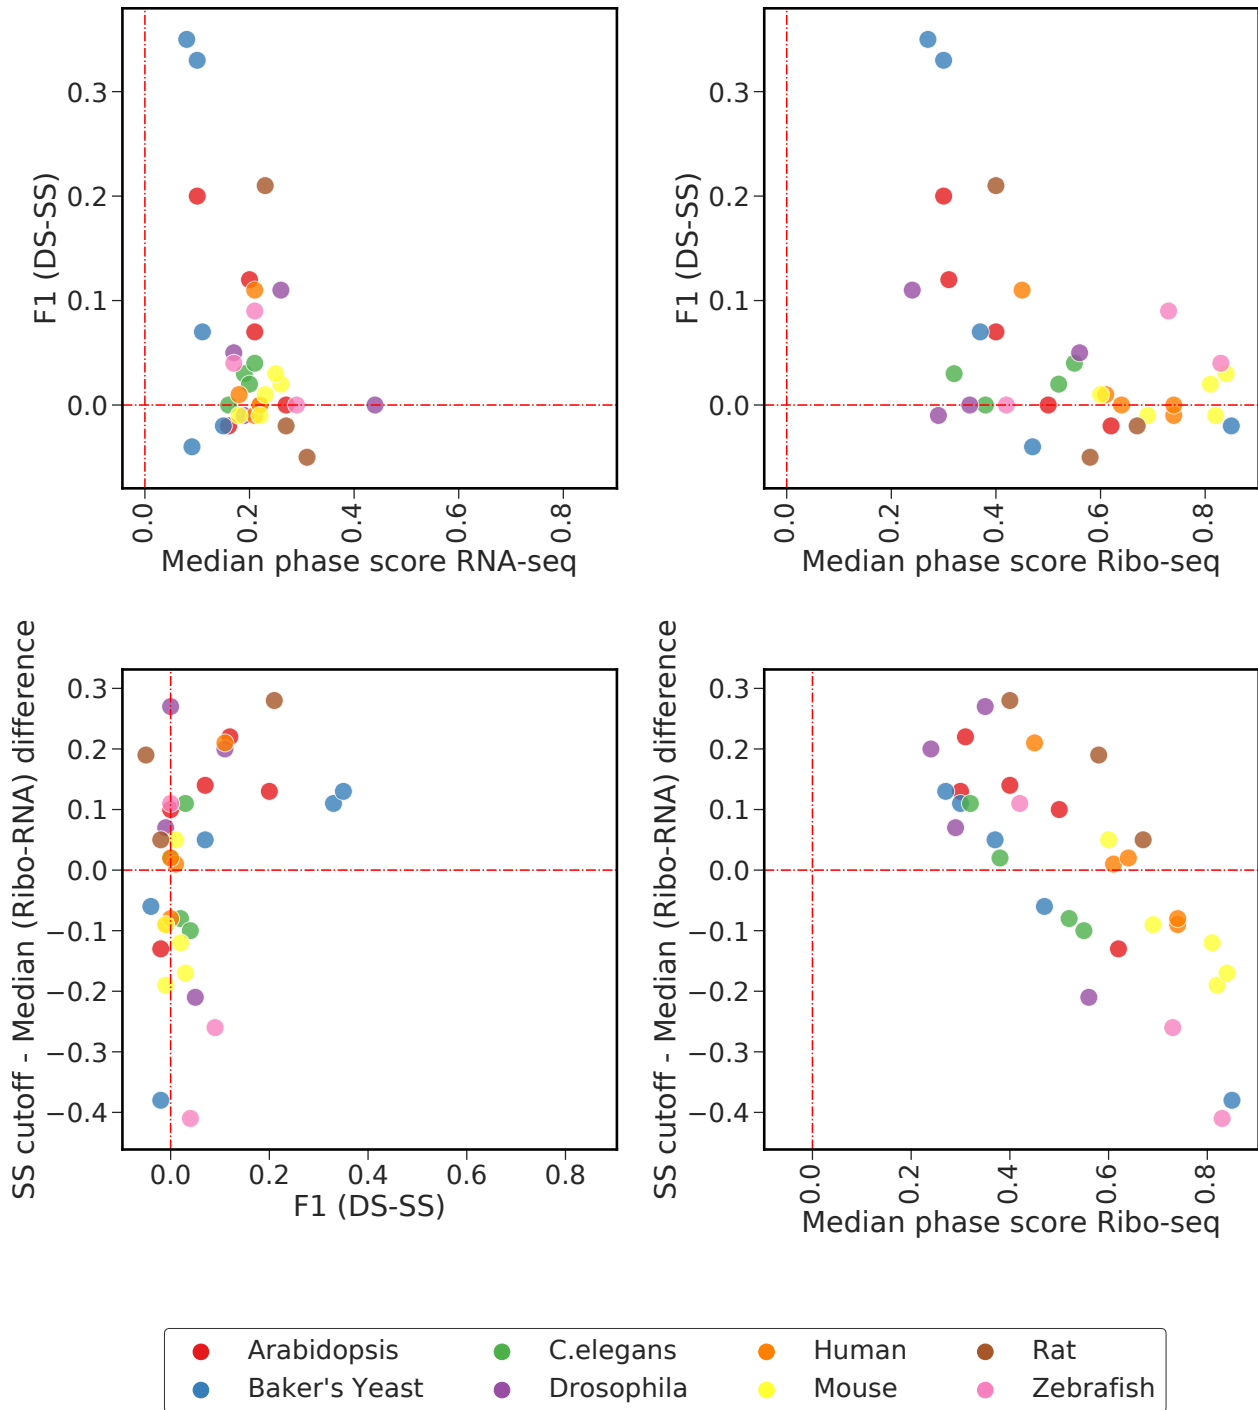 F1 (DS-SS)
0.3
0.2
0.1
0.0
0.0
0.2
0.4
0.6
0.8
Median phase score RNA-seq
F1 (DS-SS)
0.3
0.2
0.1
0.0
0.0
0.2
0.4
0.6
0.8
Median phase score Ribo-seq
SS cutoff - Median (Ribo-RNA) difference
0.3
0.2
0.1
0.0
−0.1
−0.2
−0.3
−0.4
0.0
0.2
0.4
0.6
0.8
F1 (DS-SS)
SS cutoff - Median (Ribo-RNA) difference
0.3
0.2
0.1
0.0
−0.1
−0.2
−0.3
−0.4
0.0
0.2
0.4
0.6
0.8
Median phase score Ribo-seq
Arabidopsis
C.elegans
Human
Rat
Baker's Yeast
Drosophila
Mouse
Zebrafish